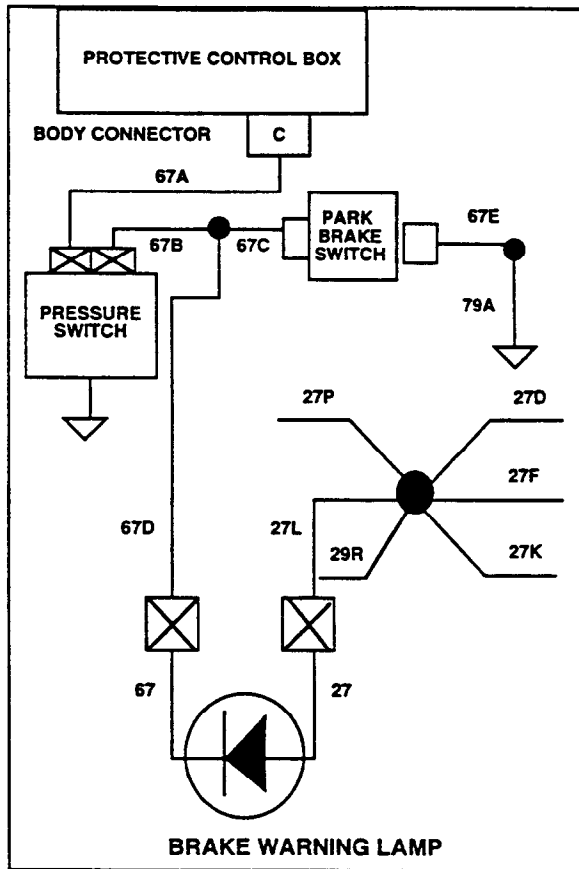 PROTECTIVE CONTROL BOX
BODY CONNECTOR
C
67A
67B
67C
PARK
BRAKE
SWITCH
67E
PRESSURE
SWITCH
79A
27P
27D
27F
67D
27L
29R
27K
67
27
BRAKE WARNING LAMP